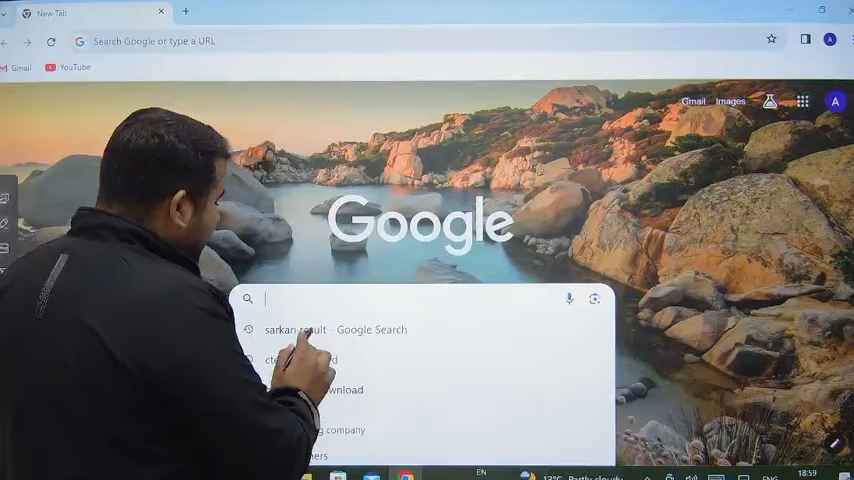 New Tab
Search Google or type a URL
Gmail YouTube
Gmail Images A
Google
sarkari result - Google Search
company
EN 13°C Partly cloudy ENG 18:59